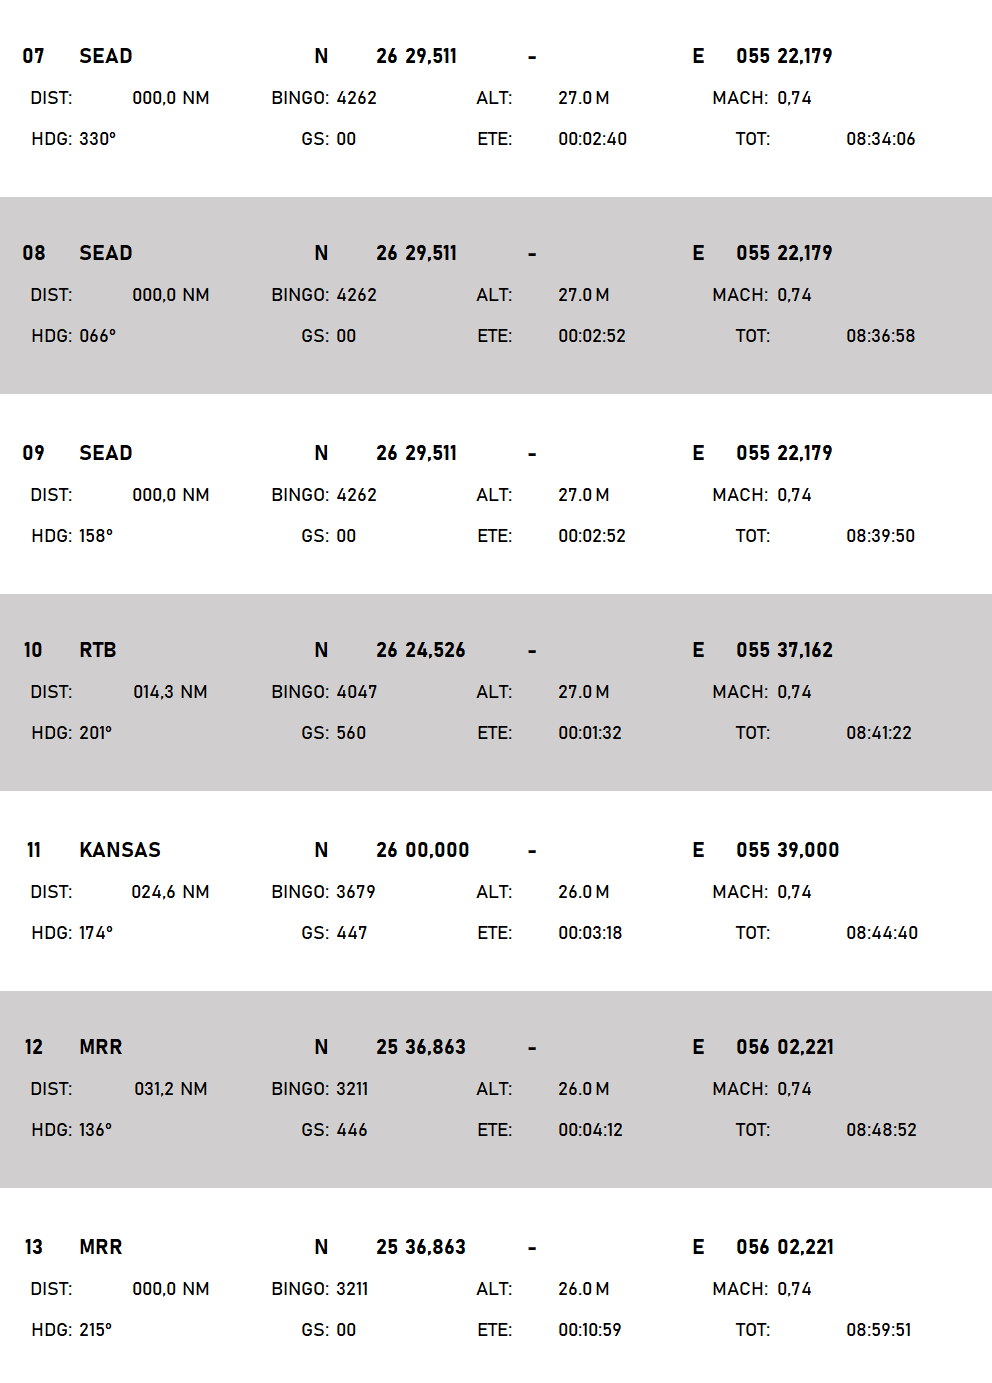 07 SEAD N 26 29,511 - E 055 22,179
DIST: 000,0 NM BINGO: 4262 ALT: 27.0 M MACH: 0,74
HDG: 330° GS: 00 ETE: 00:02:40 TOT: 08:34:06
08 SEAD N 26 29,511 - E 055 22,179
DIST: 000,0 NM BINGO: 4262 ALT: 27.0 M MACH: 0,74
HDG: 066° GS: 00 ETE: 00:02:52 TOT: 08:36:58
09 SEAD N 26 29,511 - E 055 22,179
DIST: 000,0 NM BINGO: 4262 ALT: 27.0 M MACH: 0,74
HDG: 158° GS: 00 ETE: 00:02:52 TOT: 08:39:50
10 RTB N 26 24,526 - E 055 37,162
DIST: 014,3 NM BINGO: 4047 ALT: 27.0 M MACH: 0,74
HDG: 201° GS: 560 ETE: 00:01:32 TOT: 08:41:22
11 KANSAS N 26 00,000 - E 055 39,000
DIST: 024,6 NM BINGO: 3679 ALT: 26.0 M MACH: 0,74
HDG: 174° GS: 447 ETE: 00:03:18 TOT: 08:44:40
12 MRR N 25 36,863 - E 056 02,221
DIST: 031,2 NM BINGO: 3211 ALT: 26.0 M MACH: 0,74
HDG: 136° GS: 446 ETE: 00:04:12 TOT: 08:48:52
13 MRR N 25 36,863 - E 056 02,221
DIST: 000,0 NM BINGO: 3211 ALT: 26.0 M MACH: 0,74
HDG: 215° GS: 00 ETE: 00:10:59 TOT: 08:59:51